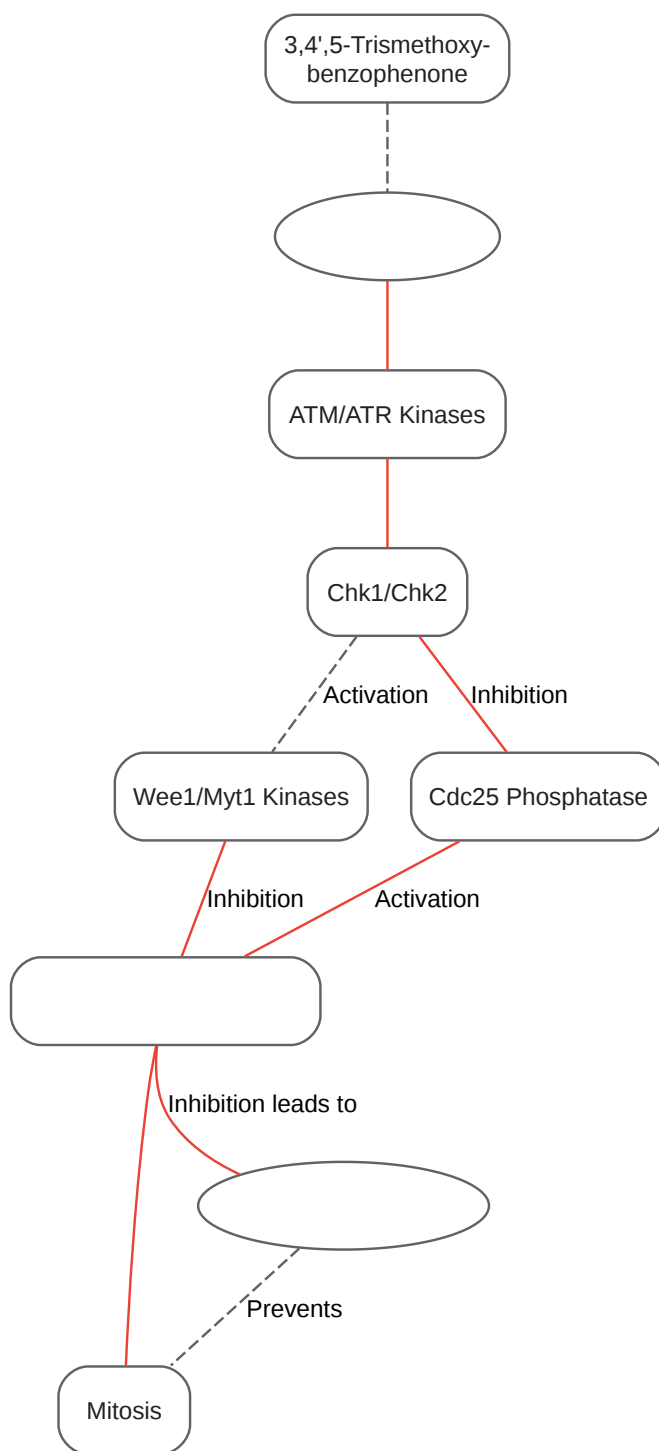 3,4',5-Trismethoxy-
benzophenone
ATM/ATR Kinases
Chk1/Chk2
Activation
Inhibition
Wee1/Myt1 Kinases
Cdc25 Phosphatase
Inhibition
Activation
Inhibition leads to
Prevents
Mitosis